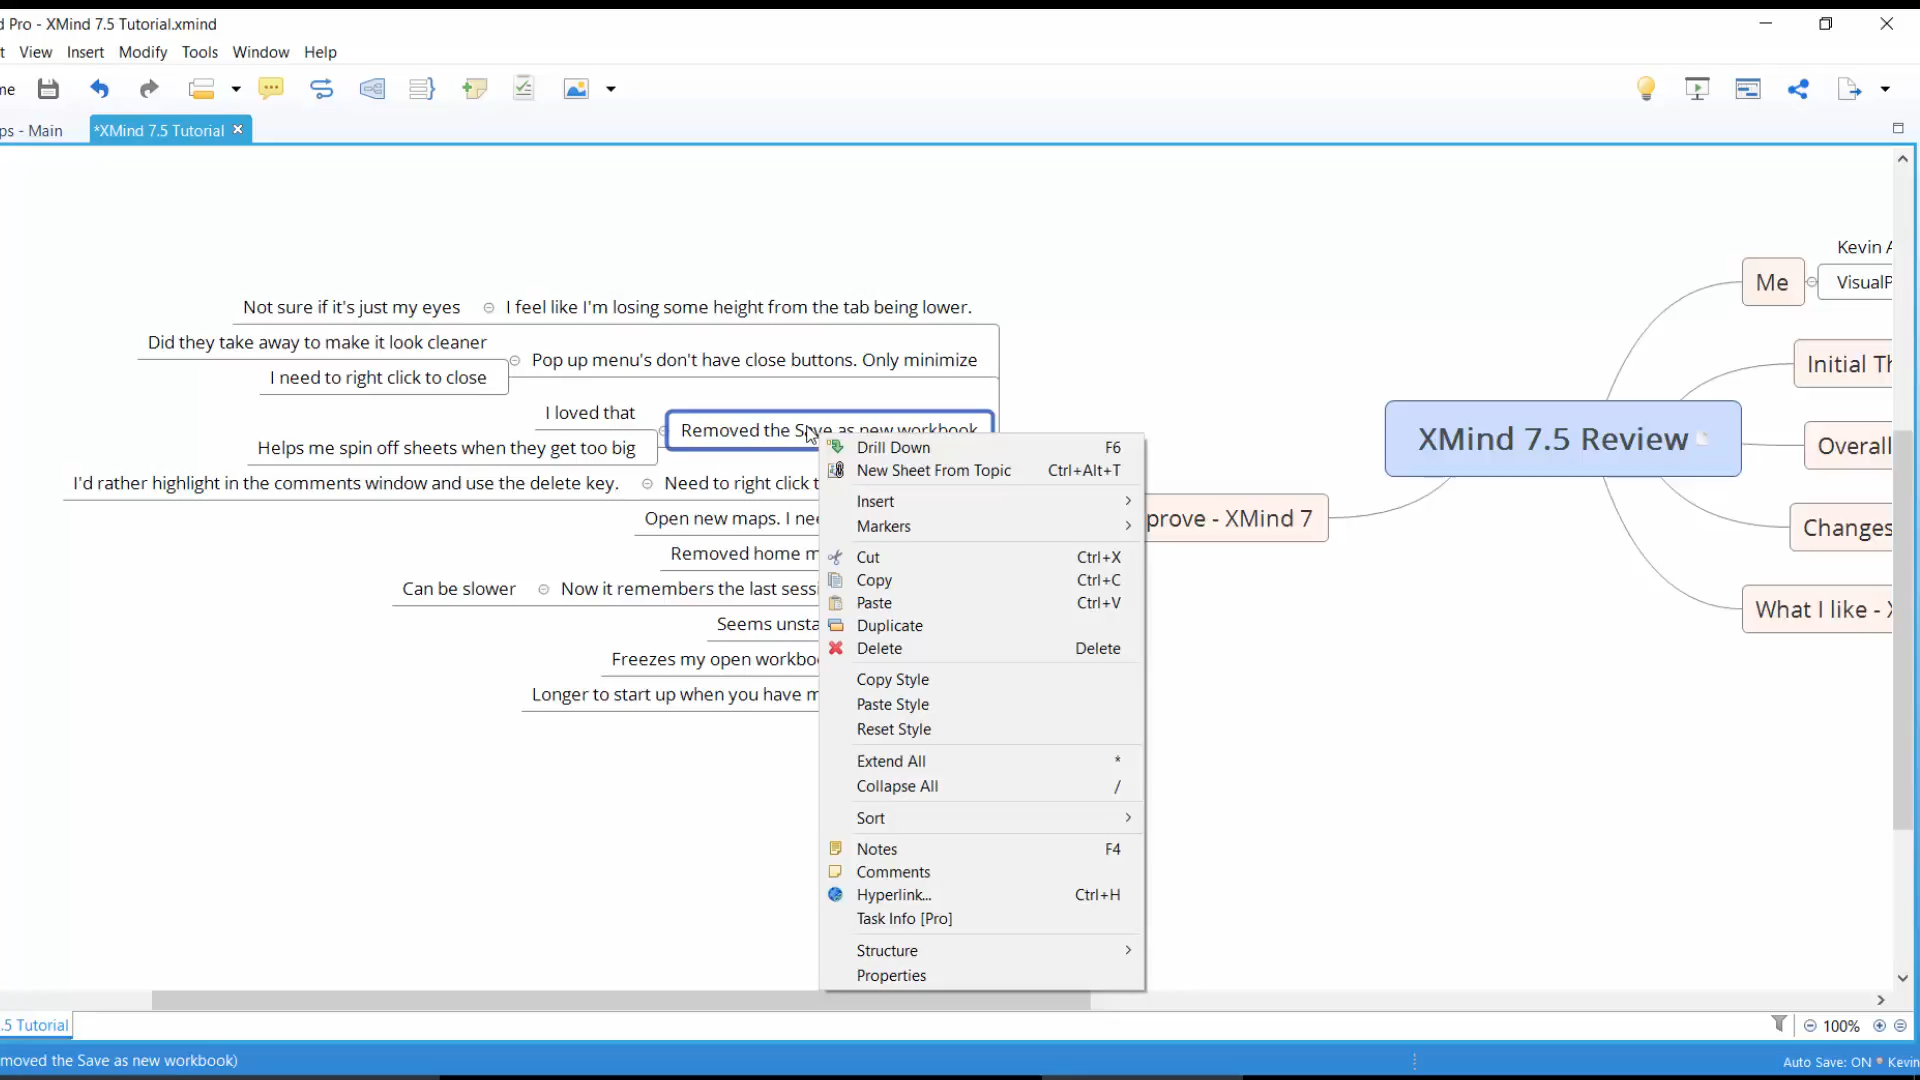 d Pro - XMind 7.5 Tutorial.xmind
t View Insert Modify Tools Window Help
me
ps - Main *XMind 7.5 Tutorial
Not sure if it's just my eyes I feel like I'm losing some height from the tab being lower.
Did they take away to make it look cleaner
Pop up menu's don't have close buttons. Only minimize
I need to right click to close
I loved that
Removed the Save as new workbook
Helps me spin off sheets when they get too big
I'd rather highlight in the comments window and use the delete key. Need to right click t
Open new maps. I nee
Removed home m
Can be slower Now it remembers the last sessi
Seems unsta
Freezes my open workboo
Longer to start up when you have m
Drill Down F6
New Sheet From Topic Ctrl+Alt+T
Insert
Markers
Cut Ctrl+X
Copy Ctrl+C
Paste Ctrl+V
Duplicate
Delete Delete
Copy Style
Paste Style
Reset Style
Extend All *
Collapse All /
Sort
Notes F4
Comments
Hyperlink... Ctrl+H
Task Info [Pro]
Structure
Properties
prove - XMind 7
XMind 7.5 Review
Kevin A
Me
VisualP
Initial Th
Overall
Changes
What I like - X
.5 Tutorial
100%
moved the Save as new workbook)
Auto Save: ON Kevin